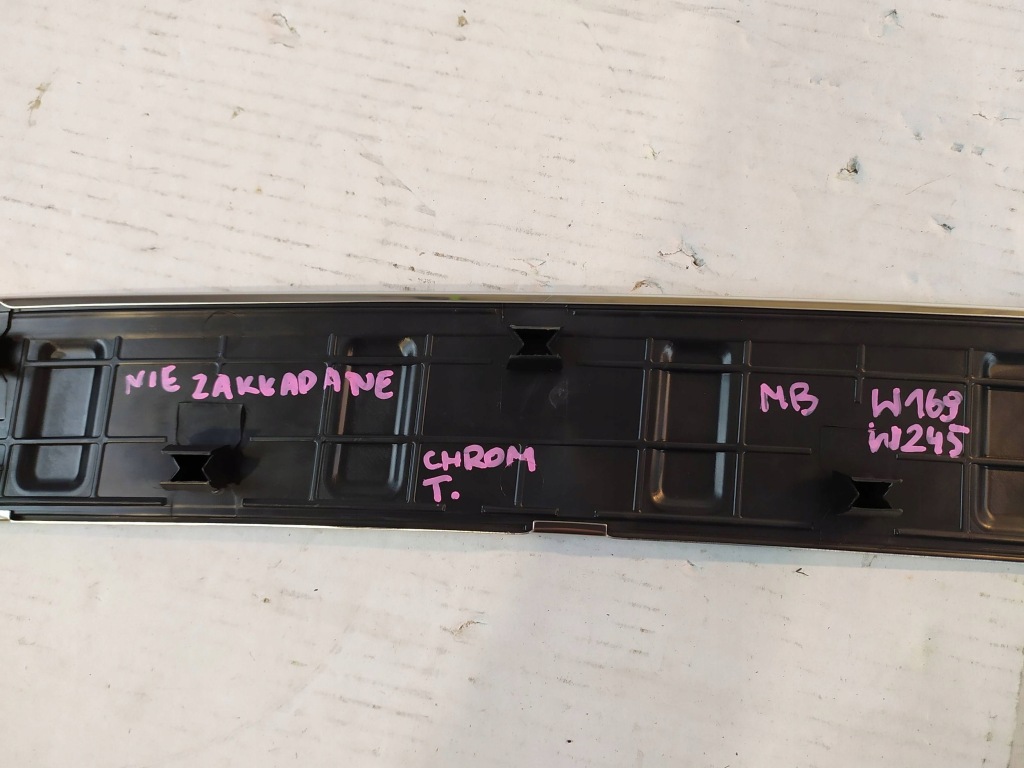 NIE ZAKŁADANE
CHROM
T.
MB
W169
W245